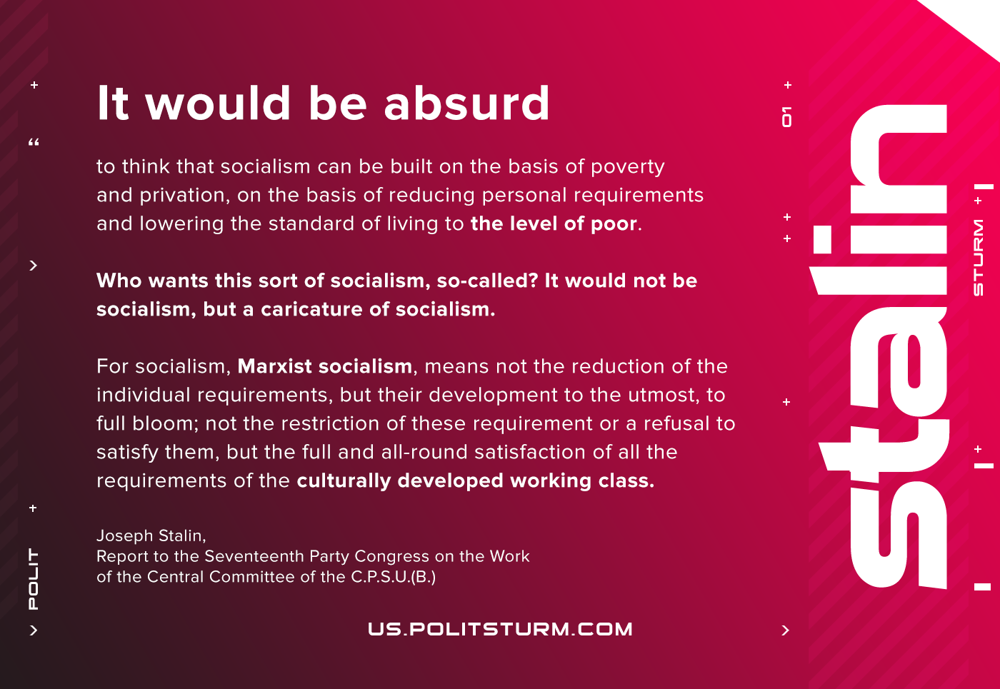 It would be absurd
to think that socialism can be built on the basis of poverty
and privation, on the basis of reducing personal requirements
and lowering the standard of living to the level of poor.
Who wants this sort of socialism, so-called? It would not be
socialism, but a caricature of socialism.
For socialism, Marxist socialism, means not the reduction of the
individual requirements, but their development to the utmost, to
full bloom; not the restriction of these requirement or a refusal to
satisfy them, but the full and all-round satisfaction of all the
requirements of the culturally developed working class.
Joseph Stalin,
Report to the Seventeenth Party Congress on the Work
of the Central Committee of the C.P.S.U.(B.)
US.POLITSTURM.COM
“
POLIT
01
stalin
STURM